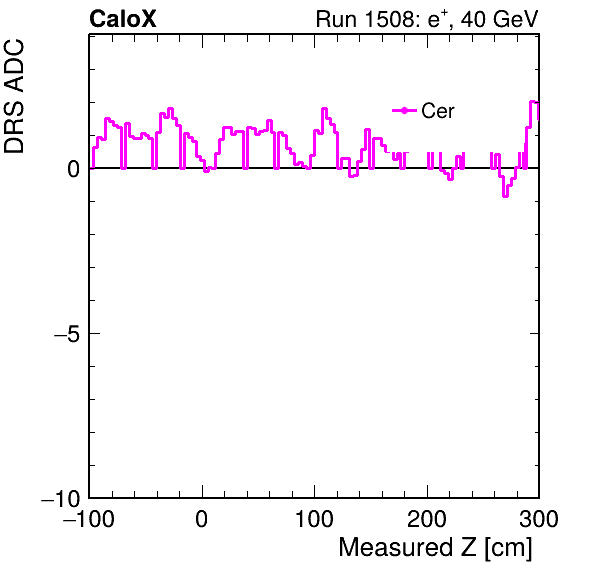 CaloX Run 1508: e⁺, 40 GeV
DRS ADC
Cer
0
−5
−10
−100 0 100 200 300
Measured Z [cm]